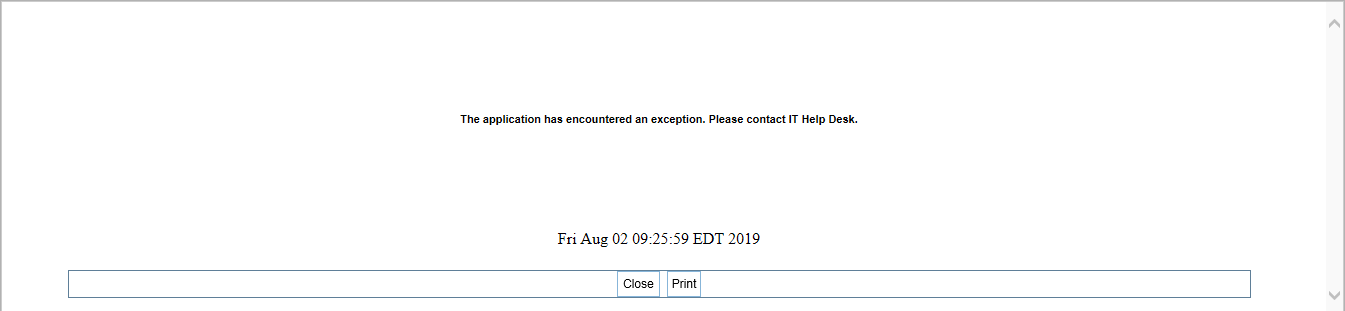 The application has encountered an exception. Please contact IT Help Desk.
Fri Aug 02 09:25:59 EDT 2019
Close Print